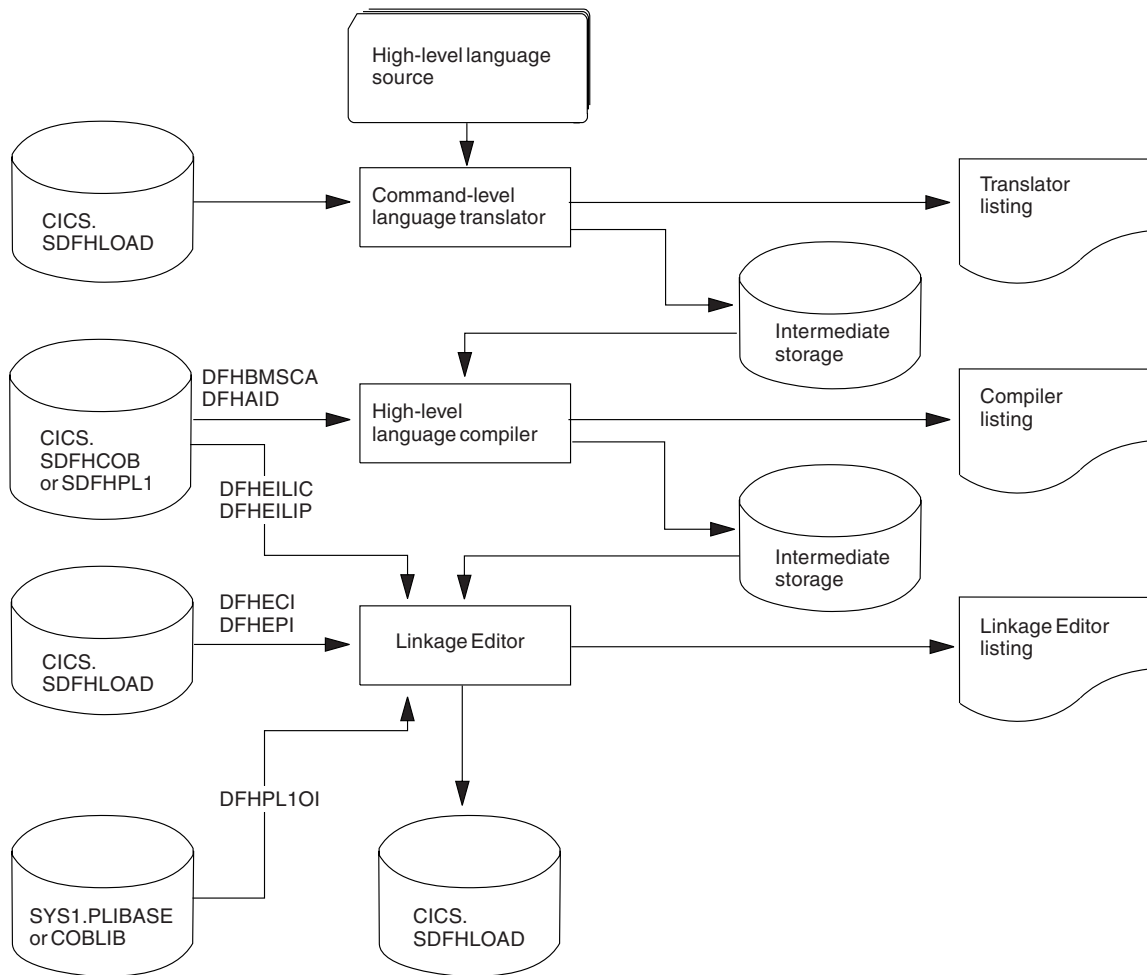 High-level language
source
Command-level
language translator
Translator
listing
CICS.
SDFHLOAD
Intermediate
storage
DFHBMSCA
DFHAID
High-level
language compiler
Compiler
listing
CICS.
SDFHCOB
or SDFHPL1
DFHEILIC
DFHEILIP
Intermediate
storage
DFHECI
DFHEPI
Linkage Editor
Linkage Editor
listing
CICS.
SDFHLOAD
DFHPL1OI
SYS1.PLIBASE
or COBLIB
CICS.
SDFHLOAD